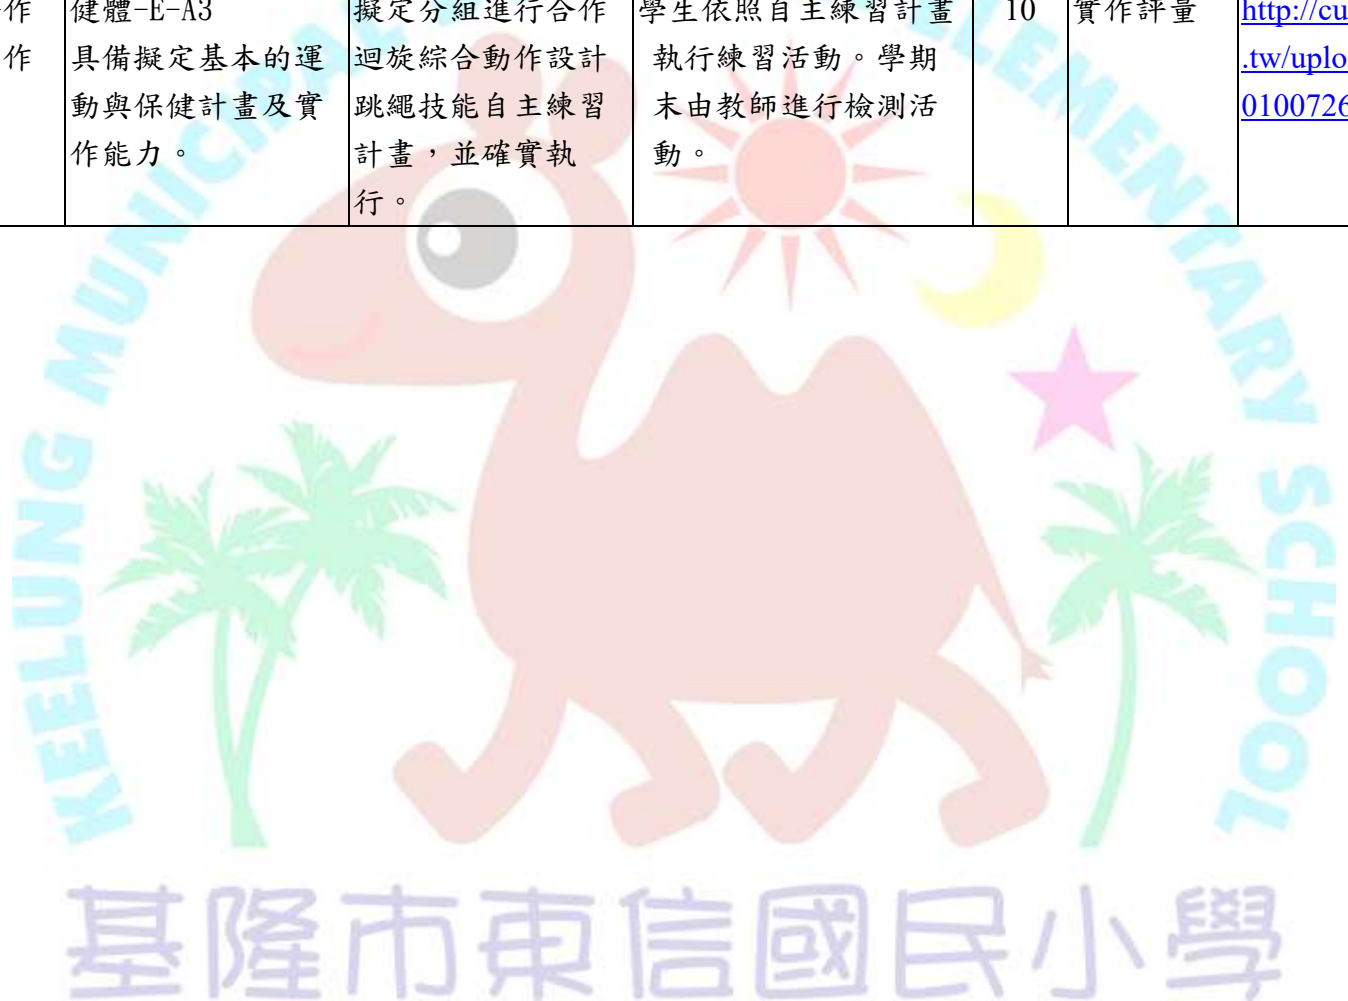 作
作
健體-E-A3
具備擬定基本的運
動與保健計畫及實
作能力。
擬定分組進行合作
迴旋綜合動作設計
跳繩技能自主練習
計畫，並確實執
行。
學生依照自主練習計畫
執行練習活動。學期
末由教師進行檢測活
動。
10
實作評量
http://cu
.tw/uplo
0100726
KEELUNG MUNICIPAL
ELEMENTARY SCHOOL
基隆市東信國民小學